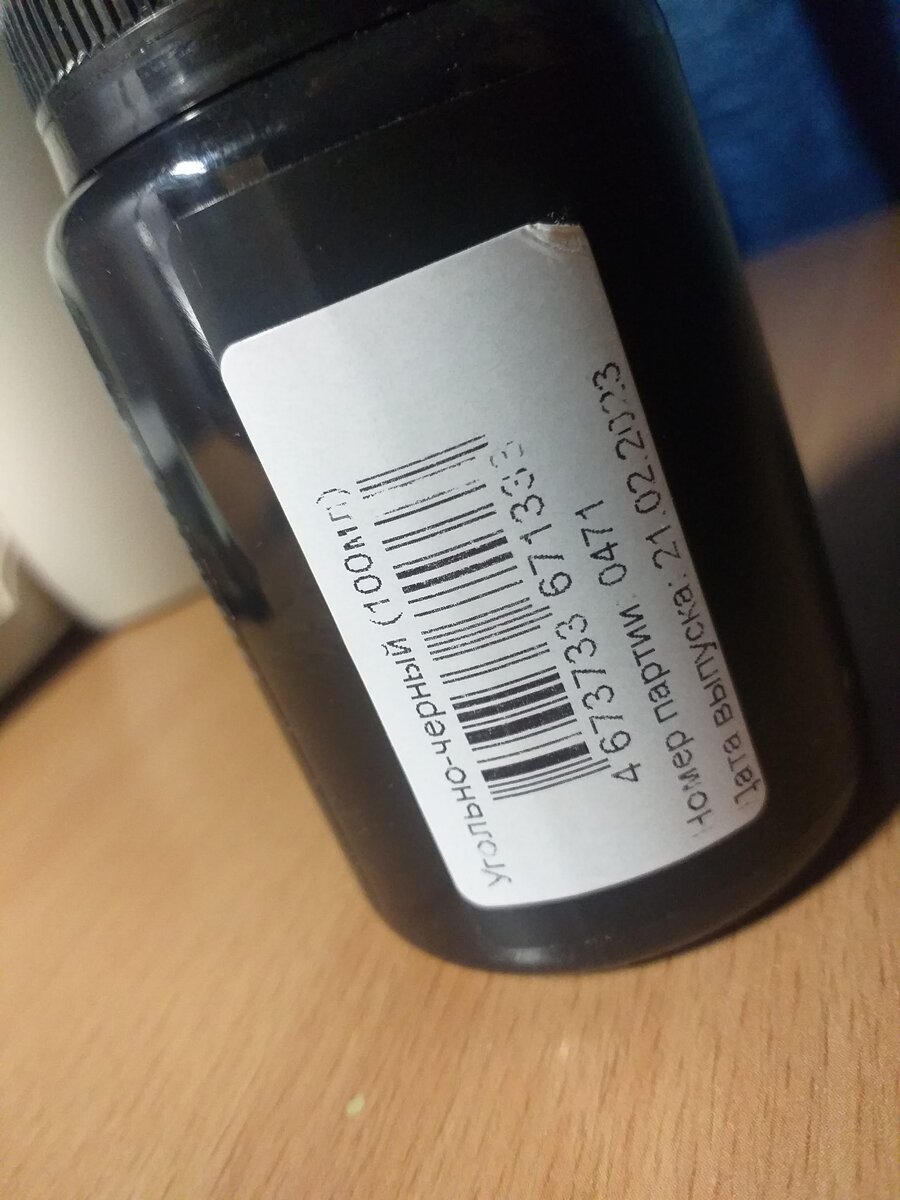 Угольно-черный (100мл)
4 673733 671333
Номер партии: 0471
Дата выпуска: 21.02.2023